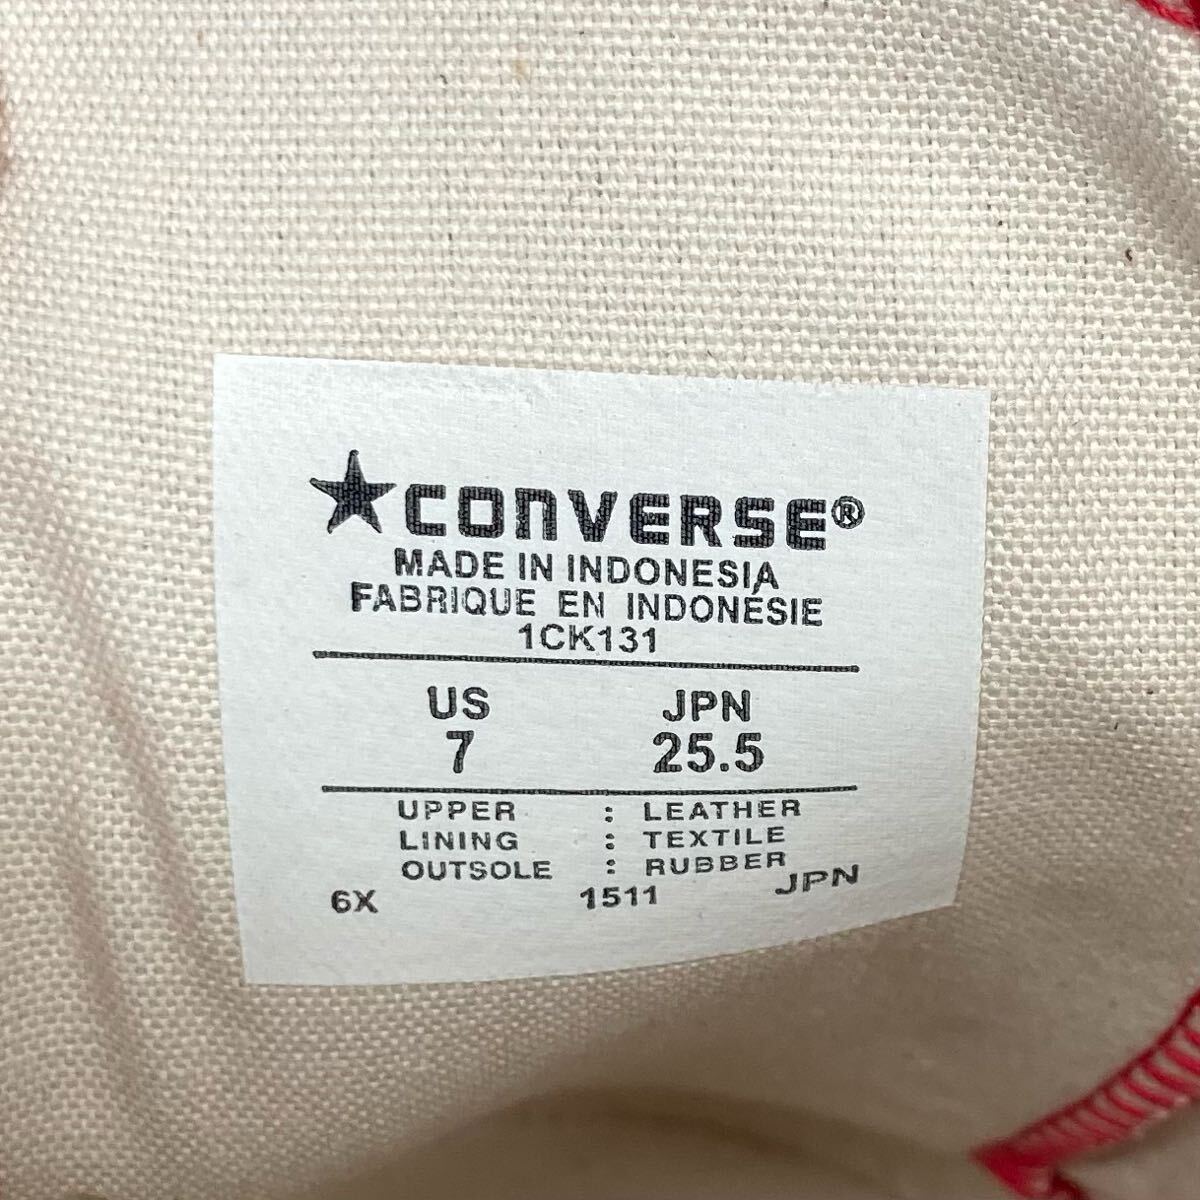 CONVERSE®
MADE IN INDONESIA
FABRIQUE EN INDONÉSIE
1CK131
US JPN
7 25.5
UPPER : LEATHER
LINING : TEXTILE
OUTSOLE : RUBBER
6X 1511 JPN